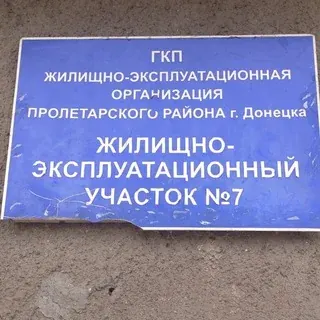 ГКП
ЖИЛИЩНО-ЭКСПЛУАТАЦИОННАЯ
ОРГАНИЗАЦИЯ
ПРОЛЕТАРСКОГО РАЙОНА г. Донецка
ЖИЛИЩНО-
ЭКСПЛУАТАЦИОННЫЙ
УЧАСТОК №7